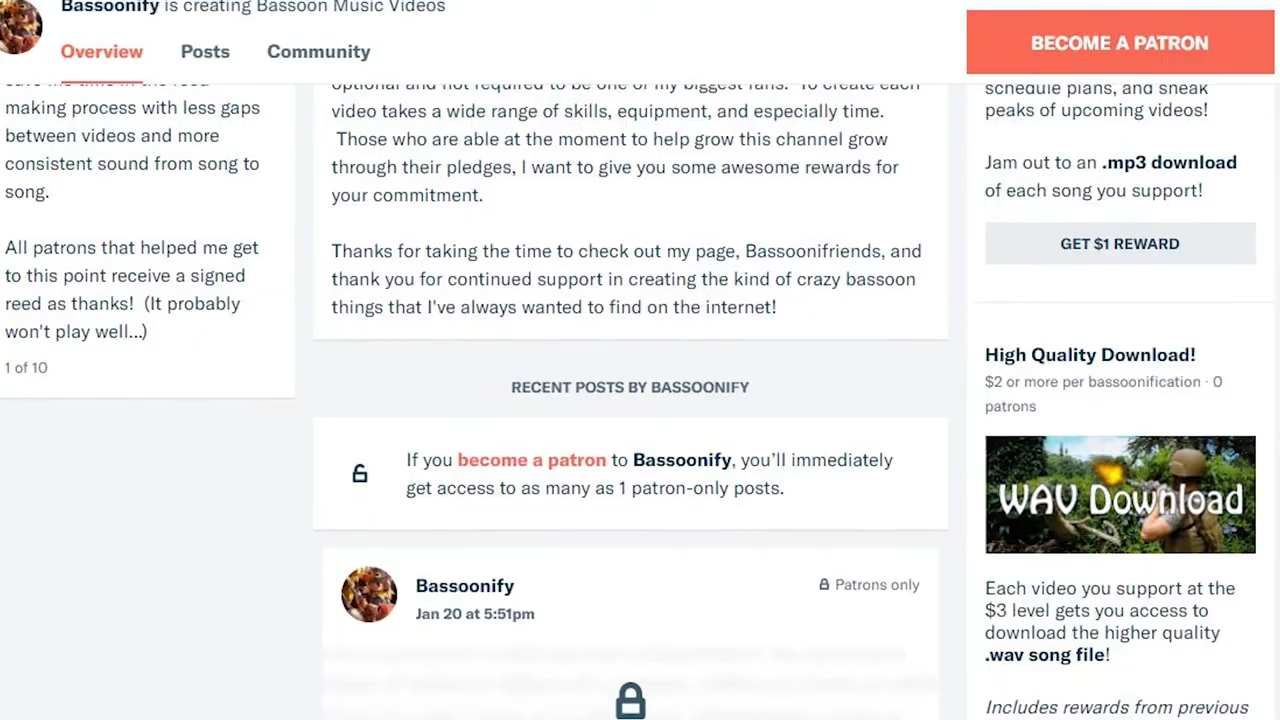 Bassoonify is creating Bassoon Music Videos
Overview
Posts
Community
BECOME A PATRON
making process with less gaps
between videos and more
consistent sound from song to
song.
All patrons that helped me get
to this point receive a signed
reed as thanks!  (It probably
won't play well...)
1 of 10
optional and not required to be one of my biggest fans.  To create each
video takes a wide range of skills, equipment, and especially time.
Those who are able at the moment to help grow this channel grow
through their pledges, I want to give you some awesome rewards for
your commitment.
Thanks for taking the time to check out my page, Bassoonifriends, and
thank you for continued support in creating the kind of crazy bassoon
things that I've always wanted to find on the internet!
RECENT POSTS BY BASSOONIFY
If you become a patron to Bassoonify, you'll immediately
get access to as many as 1 patron-only posts.
Bassoonify
Patrons only
Jan 20 at 5:51pm
schedule plans, and sneak
peaks of upcoming videos!
Jam out to an .mp3 download
of each song you support!
GET $1 REWARD
High Quality Download!
$2 or more per bassoonification · 0
patrons
WAV Download
Each video you support at the
$3 level gets you access to
download the higher quality
.wav song file!
Includes rewards from previous